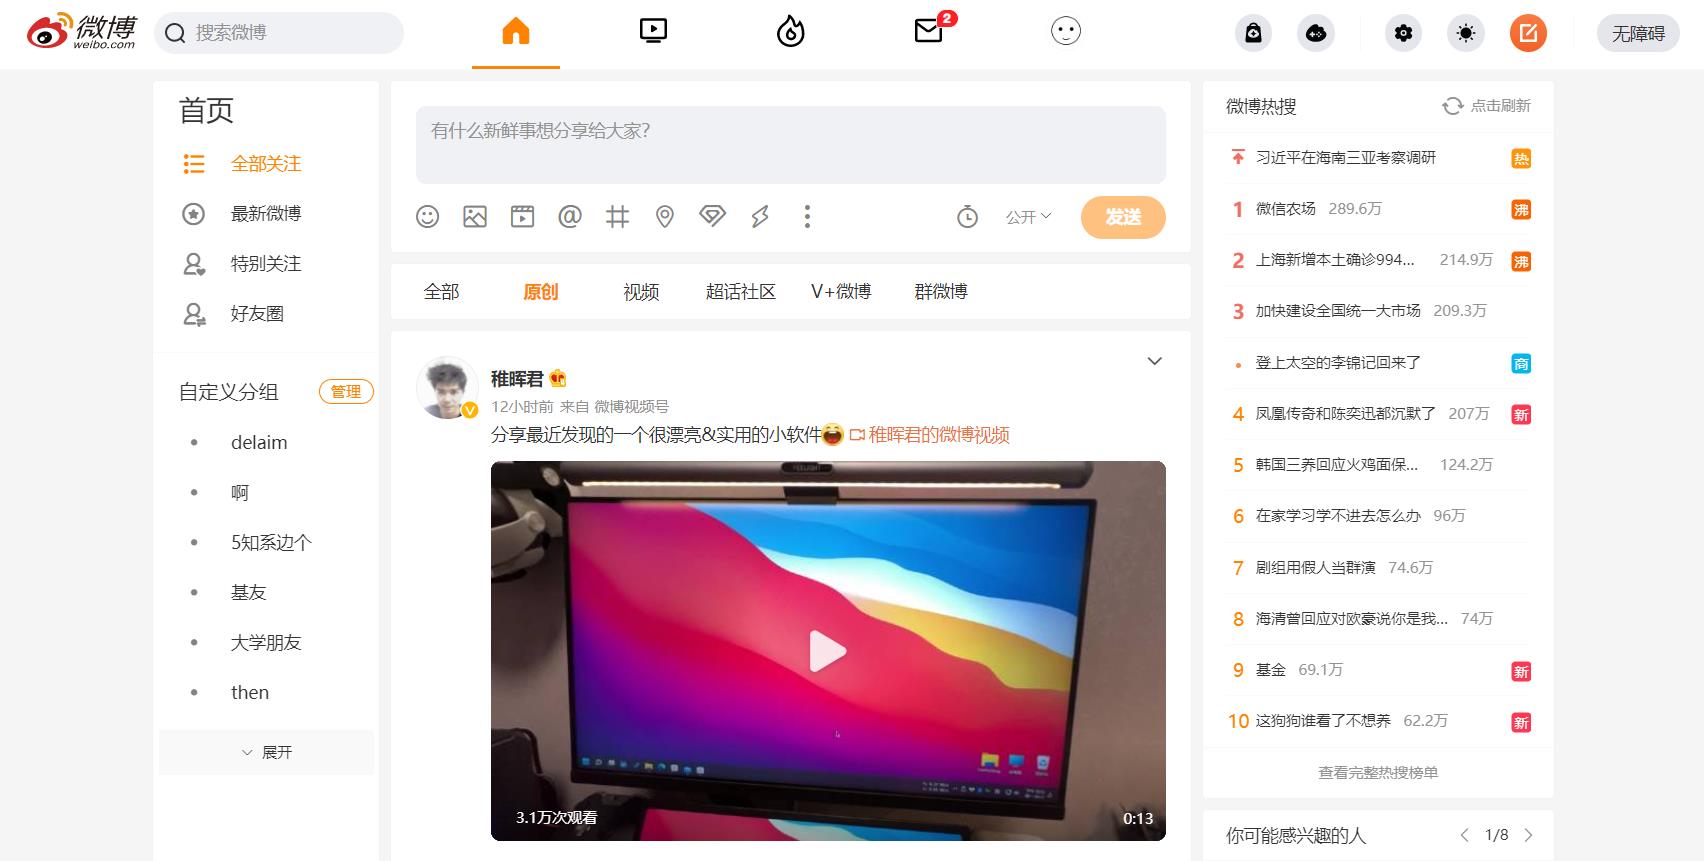 微博
weibo.com
搜索微博
2
无障碍
首页
全部关注
最新微博
特别关注
好友圈
自定义分组
管理
delaim
啊
5知系边个
基友
大学朋友
then
展开
有什么新鲜事想分享给大家?
公开
发送
全部
原创
视频
超话社区
V+微博
群微博
稚晖君
12小时前 来自 微博视频号
分享最近发现的一个很漂亮&实用的小软件 稚晖君的微博视频
YEELIGHT
3.1万次观看
0:13
微博热搜
点击刷新
习近平在海南三亚考察调研 热
1 微信农场 289.6万 沸
2 上海新增本土确诊994... 214.9万 沸
3 加快建设全国统一大市场 209.3万
登上太空的李锦记回来了 商
4 凤凰传奇和陈奕迅都沉默了 207万 新
5 韩国三养回应火鸡面保... 124.2万
6 在家学习学不进去怎么办 96万
7 剧组用假人当群演 74.6万
8 海清曾回应对欧豪说你是我... 74万
9 基金 69.1万 新
10 这狗狗谁看了不想养 62.2万 新
查看完整热搜榜单
你可能感兴趣的人
1/8